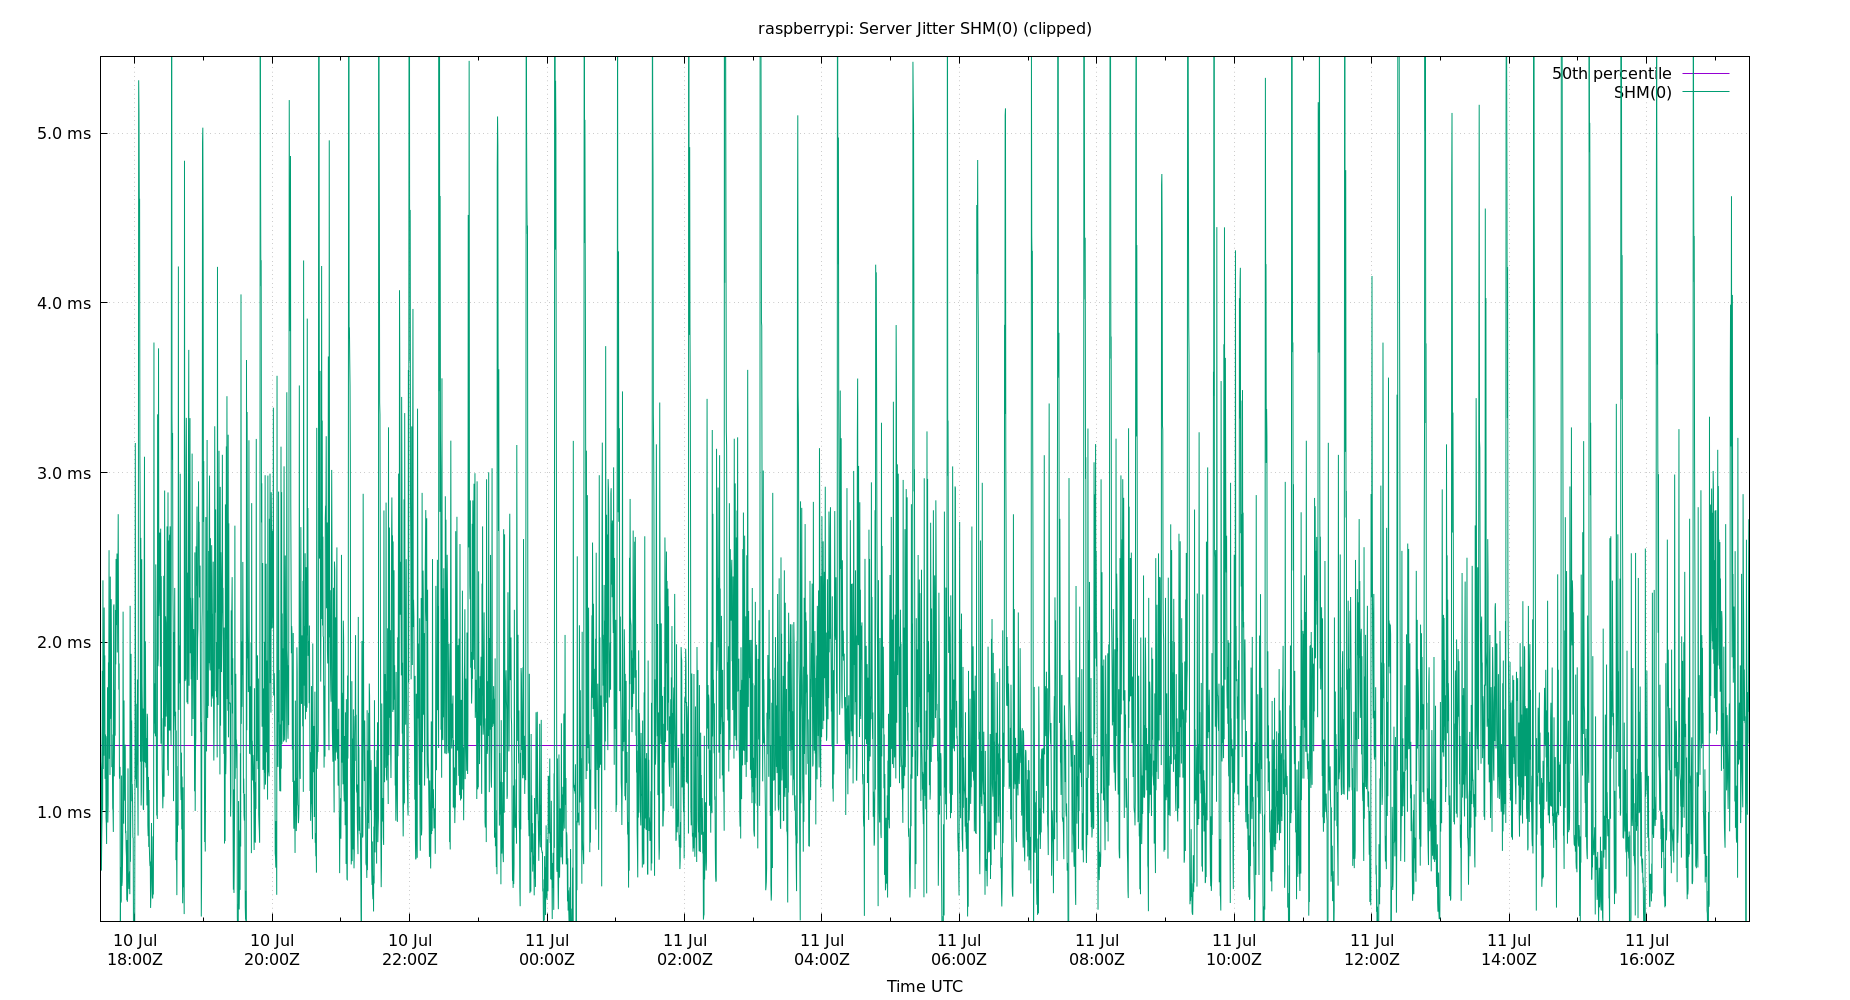 raspberrypi: Server Jitter SHM(0) (clipped)
50th percentile
SHM(0)
5.0 ms
4.0 ms
3.0 ms
2.0 ms
1.0 ms
10 Jul 10 Jul 10 Jul 11 Jul 11 Jul 11 Jul 11 Jul 11 Jul 11 Jul 11 Jul 11 Jul 11 Jul
18:00Z 20:00Z 22:00Z 00:00Z 02:00Z 04:00Z 06:00Z 08:00Z 10:00Z 12:00Z 14:00Z 16:00Z
Time UTC